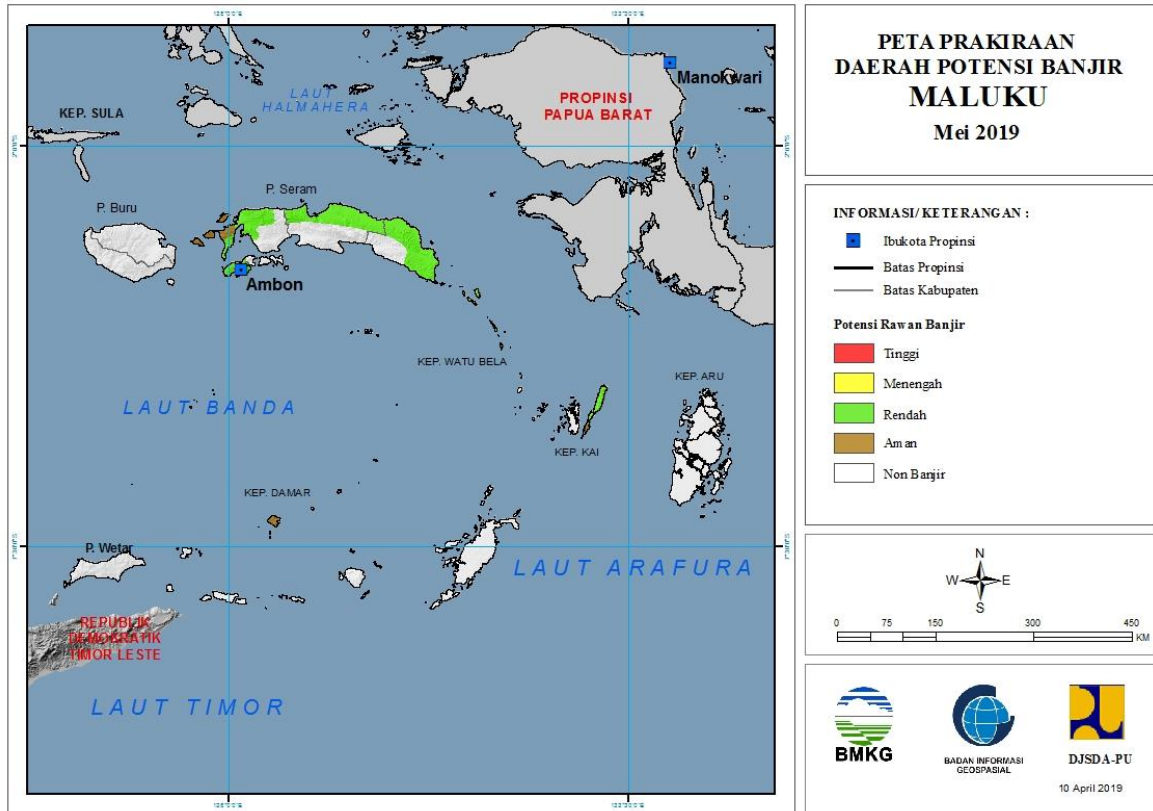 PETA PRAKIRAAN
DAERAH POTENSI BANJIR
MALUKU
Mei 2019
INFORMASI/KETERANGAN :
Ibukota Propinsi
Batas Propinsi
Batas Kabupaten
Potensi Rawan Banjir
Tinggi
Menengah
Rendah
Aman
Non Banjir
N
W E
S
0 75 150 300 450
KM
BMKG
BADAN INFORMASI
GEOSPASIAL
DJSDA-PU
10 April 2019
Manokwari
LAUT
HALMAHERA
PROPINSI
PAPUA BARAT
KEP. SULA
P. Seram
P. Buru
Ambon
KEP. WATU BELA
KEP. ARU
LAUT BANDA
KEP. KAI
KEP. DAMAR
P. Wetar
LAUT ARAFURA
REPUBLIK
DEMOKRATIK
TIMOR LESTE
LAUT TIMOR